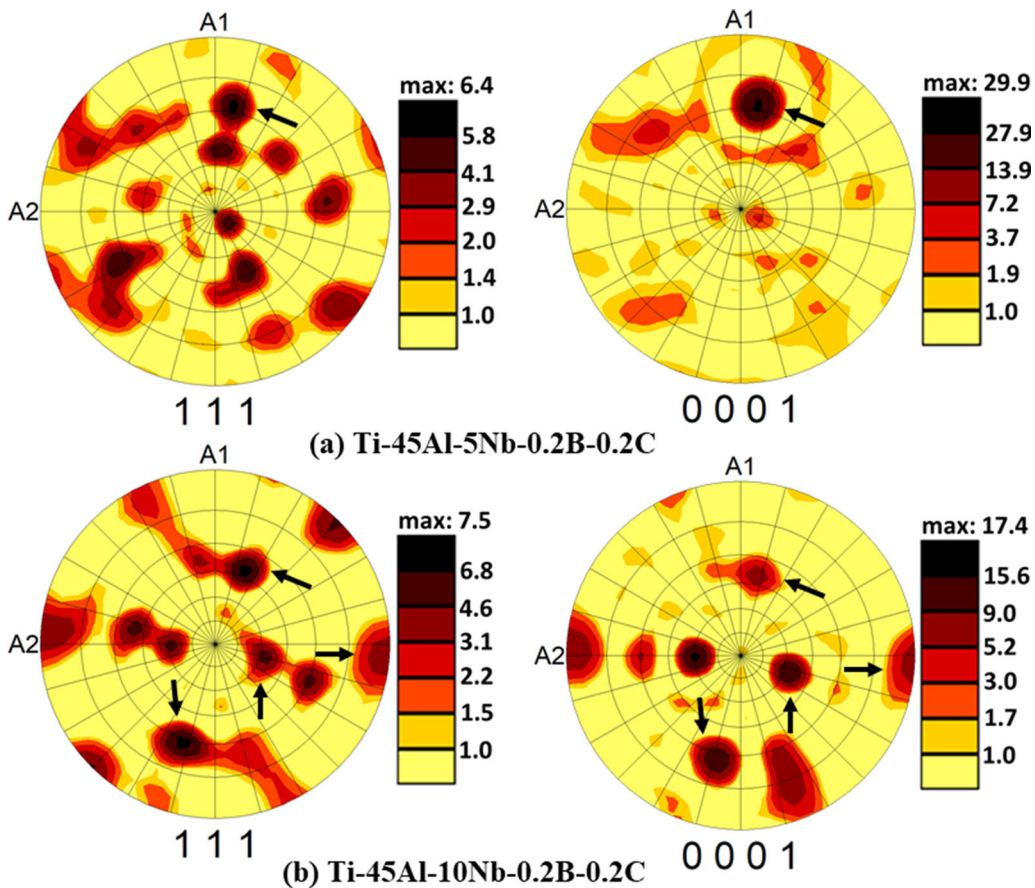 A1
A2
max: 6.4
5.8
4.1
2.9
2.0
1.4
1.0
1 1 1
A1
A2
max: 29.9
27.9
13.9
7.2
3.7
1.9
1.0
0 0 0 1
(a) Ti-45Al-5Nb-0.2B-0.2C
A1
A2
max: 7.5
6.8
4.6
3.1
2.2
1.5
1.0
1 1 1
A1
A2
max: 17.4
15.6
9.0
5.2
3.0
1.7
1.0
0 0 0 1
(b) Ti-45Al-10Nb-0.2B-0.2C